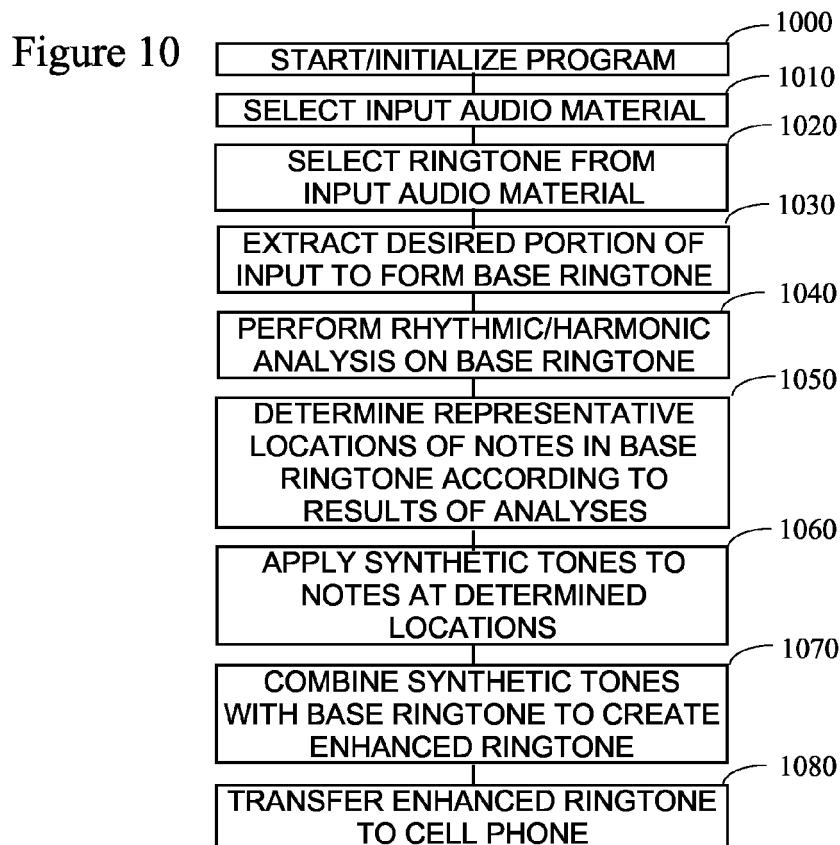 Figure 10
1000
START/INITIALIZE PROGRAM
1010
SELECT INPUT AUDIO MATERIAL
1020
SELECT RINGTONE FROM
INPUT AUDIO MATERIAL
1030
EXTRACT DESIRED PORTION OF
INPUT TO FORM BASE RINGTONE
1040
PERFORM RHYTHMIC/HARMONIC
ANALYSIS ON BASE RINGTONE
1050
DETERMINE REPRESENTATIVE
LOCATIONS OF NOTES IN BASE
RINGTONE ACCORDING TO
RESULTS OF ANALYSES
1060
APPLY SYNTHETIC TONES TO
NOTES AT DETERMINED
LOCATIONS
1070
COMBINE SYNTHETIC TONES
WITH BASE RINGTONE TO CREATE
ENHANCED RINGTONE
1080
TRANSFER ENHANCED RINGTONE
TO CELL PHONE